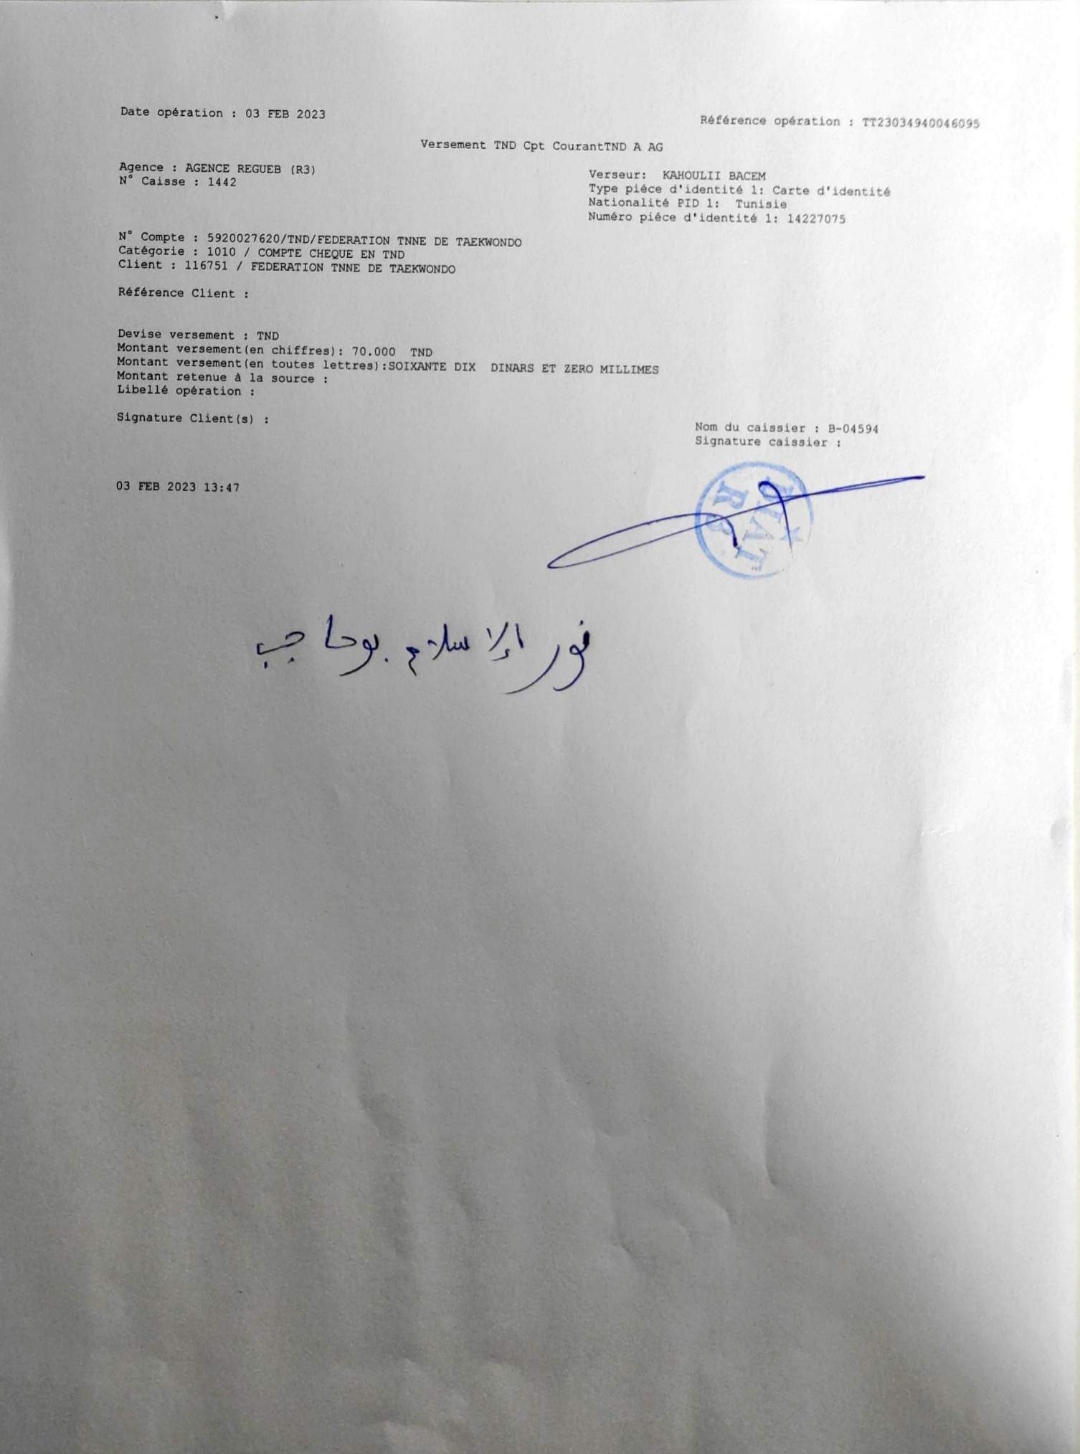 Date opération : 03 FEB 2023
Référence opération : TT23034940046095
Versement TND Cpt CourantTND A AG
Agence : AGENCE REGUEB (R3)
N° Caisse : 1442
Verseur: KAHOULII BACEM
Type piéce d'identité 1: Carte d'identité
Nationalité PID 1: Tunisie
Numéro piéce d'identité 1: 14227075
N° Compte : 5920027620/TND/FEDERATION TNNE DE TAEKWONDO
Catégorie : 1010 / COMPTE CHEQUE EN TND
Client : 116751 / FEDERATION TNNE DE TAEKWONDO
Référence Client :
Devise versement : TND
Montant versement(en chiffres): 70.000 TND
Montant versement(en toutes lettres):SOIXANTE DIX DINARS ET ZERO MILLIMES
Montant retenue à la source :
Libellé opération :
Signature Client(s) :
Nom du caissier : B-04594
Signature caissier :
03 FEB 2023 13:47
BIAT
نور الإسلام بوحاجب